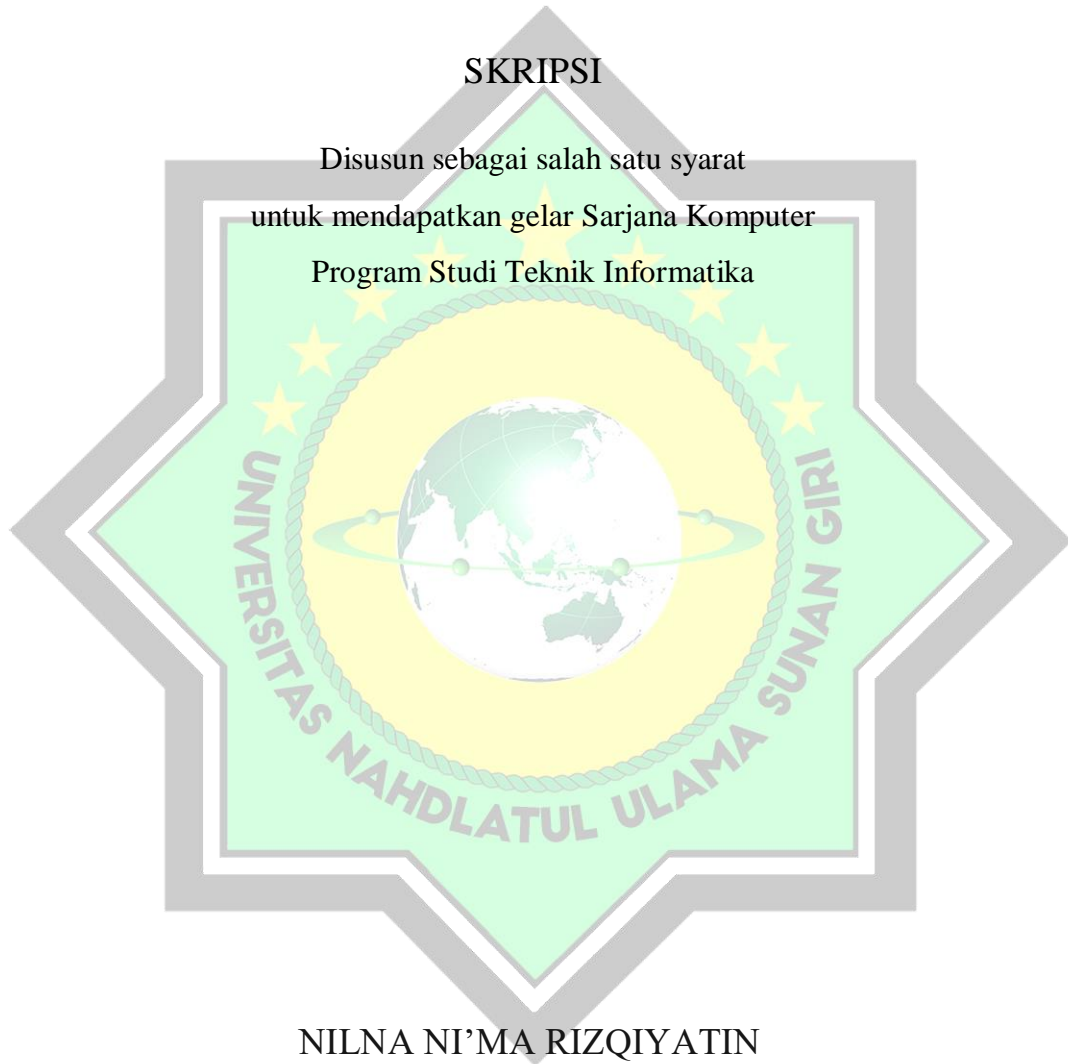 SKRIPSI
Disusun sebagai salah satu syarat
untuk mendapatkan gelar Sarjana Komputer
Program Studi Teknik Informatika
UNIVERSITAS NAHDLATUL ULAMA SUNAN GIRI
NILNA NI’MA RIZQIYATIN